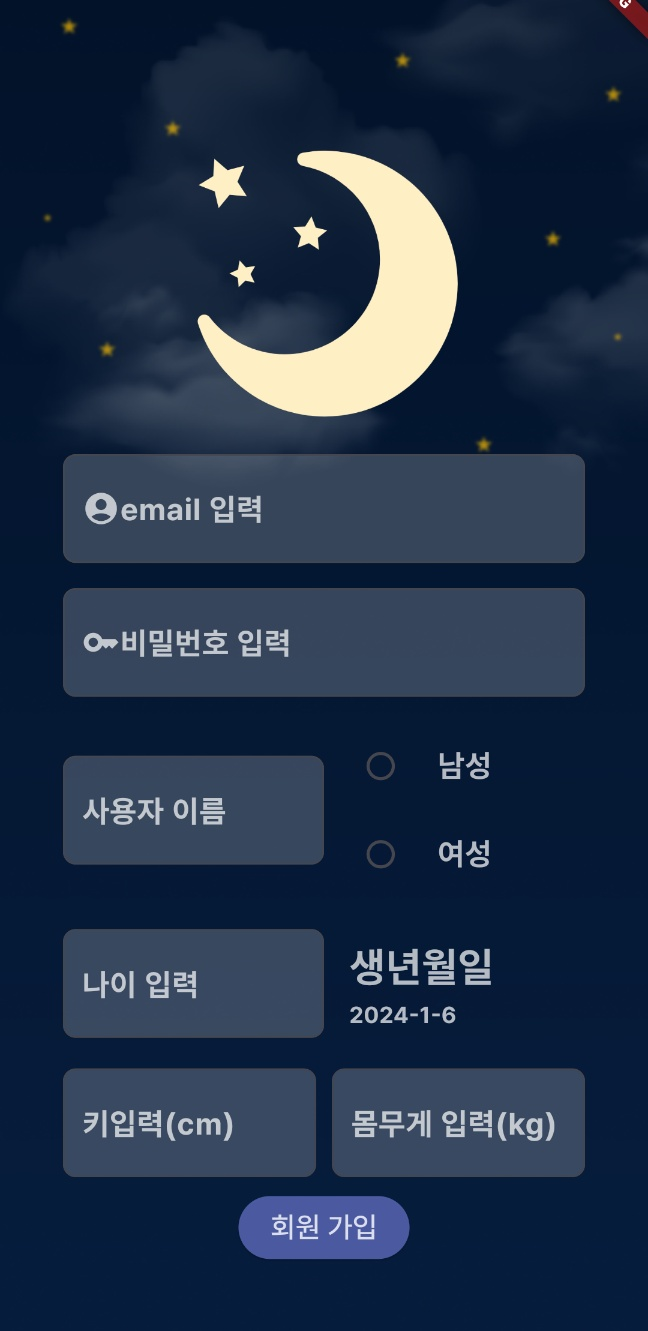 email 입력
비밀번호 입력
사용자 이름
남성
여성
나이 입력
생년월일
2024-1-6
키입력(cm)
몸무게 입력(kg)
회원 가입